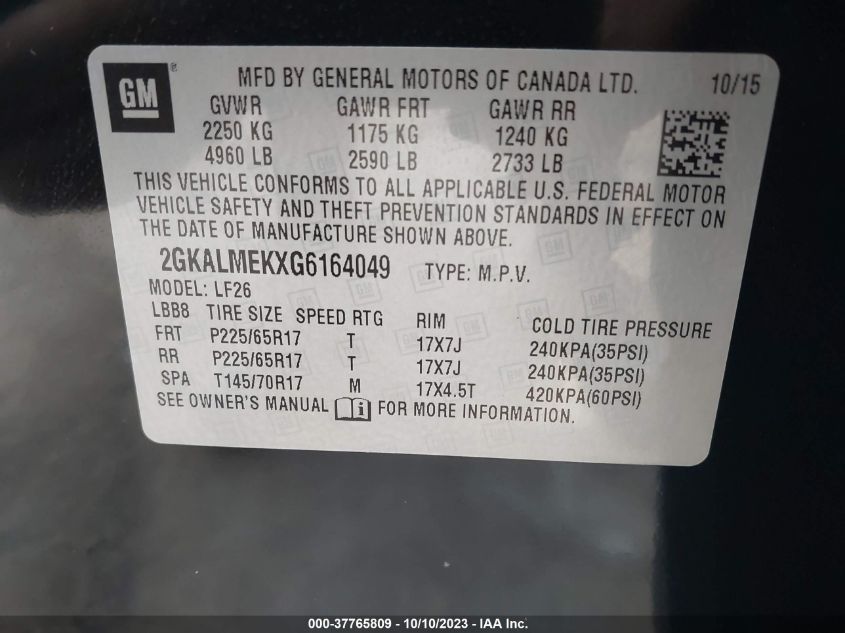 GM ®
MFD BY GENERAL MOTORS OF CANADA LTD. 10/15
GVWR GAWR FRT GAWR RR
2250 KG 1175 KG 1240 KG
4960 LB 2590 LB 2733 LB
THIS VEHICLE CONFORMS TO ALL APPLICABLE U.S. FEDERAL MOTOR
VEHICLE SAFETY AND THEFT PREVENTION STANDARDS IN EFFECT ON
THE DATE OF MANUFACTURE SHOWN ABOVE.
2GKALMEKXG6164049 TYPE: M.P.V.
MODEL: LF26
LBB8 TIRE SIZE SPEED RTG RIM COLD TIRE PRESSURE
FRT P225/65R17 T 17X7J 240KPA(35PSI)
RR P225/65R17 T 17X7J 240KPA(35PSI)
SPA T145/70R17 M 17X4.5T 420KPA(60PSI)
SEE OWNER'S MANUAL i FOR MORE INFORMATION.
000-37765809 - 10/10/2023 - IAA Inc.